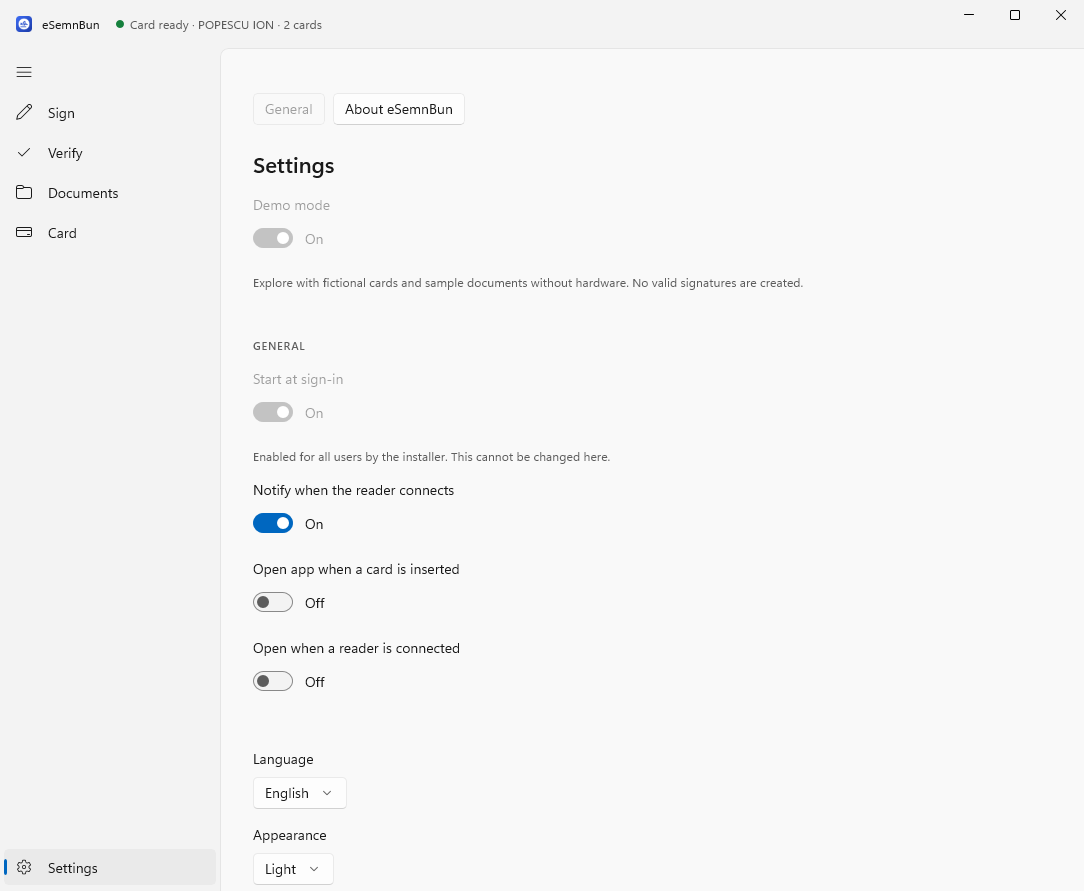 eSemnBun
Card ready · POPESCU ION · 2 cards
Sign
Verify
Documents
Card
Settings
General
About eSemnBun
Settings
Demo mode
On
Explore with fictional cards and sample documents without hardware. No valid signatures are created.
GENERAL
Start at sign-in
On
Enabled for all users by the installer. This cannot be changed here.
Notify when the reader connects
On
Open app when a card is inserted
Off
Open when a reader is connected
Off
Language
English
Appearance
Light